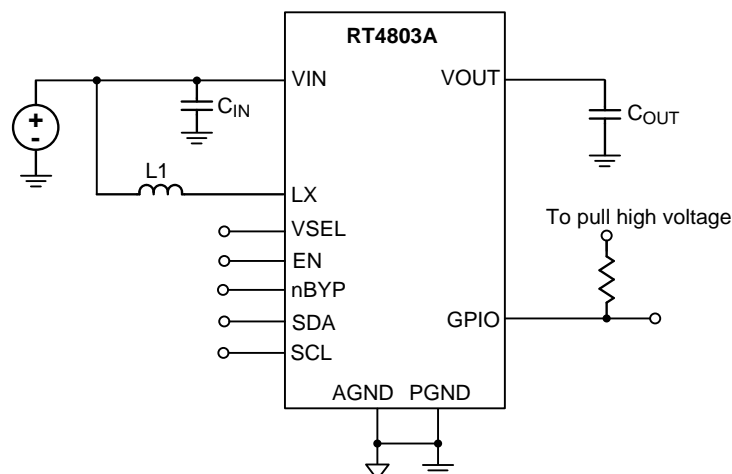 RT4803A
VIN
VOUT
+
-
CIN
COUT
L1
LX
To pull high voltage
VSEL
EN
nBYP
SDA
GPIO
SCL
AGND PGND